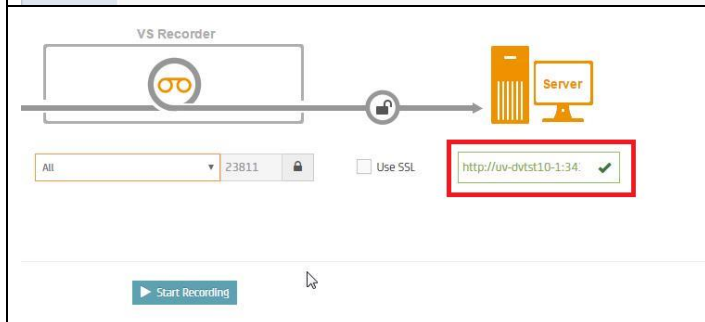 VS Recorder
Server
All 23811 Use SSL http://uv-dvtst10-1:34
Start Recording